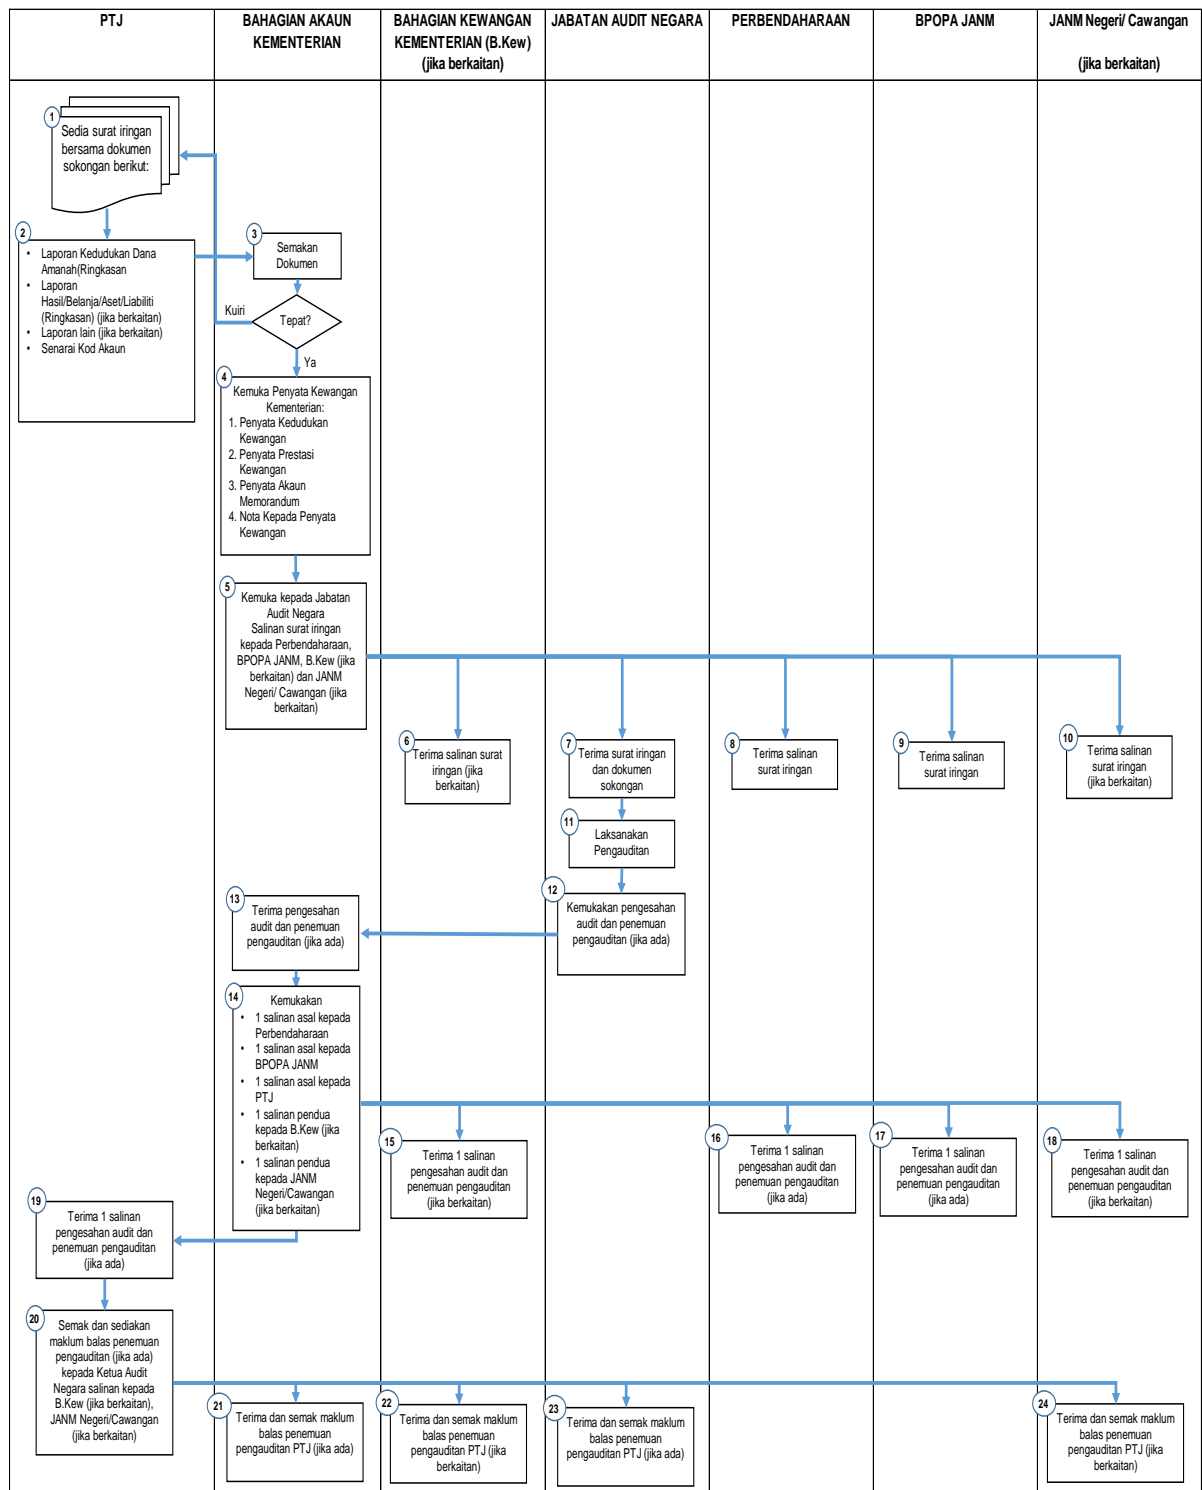 PTJ
BAHAGIAN AKAUN
KEMENTERIAN
BAHAGIAN KEWANGAN
KEMENTERIAN (B.Kew)
(jika berkaitan)
JABATAN AUDIT NEGARA
PERBENDAHARAAN
BPOPA JANM
JANM Negeri/ Cawangan
(jika berkaitan)
1
Sedia surat iringan
bersama dokumen
sokongan berikut:
2
• Laporan Kedudukan Dana
Amanah(Ringkasan
• Laporan
Hasil/Belanja/Aset/Liabiliti
(Ringkasan) (jika berkaitan)
• Laporan lain (jika berkaitan)
• Senarai Kod Akaun
3
Semakan
Dokumen
Kuiri
Tepat?
Ya
4
Kemuka Penyata Kewangan
Kementerian:
1. Penyata Kedudukan
Kewangan
2. Penyata Prestasi
Kewangan
3. Penyata Akaun
Memorandum
4. Nota Kepada Penyata
Kewangan
5
Kemuka kepada Jabatan
Audit Negara
Salinan surat iringan
kepada Perbendaharaan,
BPOPA JANM, B.Kew (jika
berkaitan) dan JANM
Negeri/ Cawangan (jika
berkaitan)
6
Terima salinan surat
iringan (jika
berkaitan)
7
Terima surat iringan
dan dokumen
sokongan
8
Terima salinan
surat iringan
9
Terima salinan
surat iringan
10
Terima salinan
surat iringan
(jika berkaitan)
11
Laksanakan
Pengauditan
12
Kemukakan pengesahan
audit dan penemuan
pengauditan (jika ada)
13
Terima pengesahan
audit dan penemuan
pengauditan (jika ada)
14
Kemukakan
• 1 salinan asal kepada
Perbendaharaan
• 1 salinan asal kepada
BPOPA JANM
• 1 salinan asal kepada
PTJ
• 1 salinan pendua
kepada B.Kew (jika
berkaitan)
• 1 salinan pendua
kepada JANM
Negeri/Cawangan
(jika berkaitan)
15
Terima 1 salinan
pengesahan audit dan
penemuan pengauditan
(jika berkaitan)
16
Terima 1 salinan
pengesahan audit dan
penemuan pengauditan
(jika ada)
17
Terima 1 salinan
pengesahan audit dan
penemuan pengauditan
(jika ada)
18
Terima 1 salinan
pengesahan audit dan
penemuan pengauditan
(jika berkaitan)
19
Terima 1 salinan
pengesahan audit dan
penemuan pengauditan
(jika ada)
20
Semak dan sediakan
maklum balas penemuan
pengauditan (jika ada)
kepada Ketua Audit
Negara salinan kepada
B.Kew (jika berkaitan),
JANM Negeri/Cawangan
(jika berkaitan)
21
Terima dan semak maklum
balas penemuan
pengauditan PTJ (jika ada)
22
Terima dan semak maklum
balas penemuan
pengauditan PTJ (jika
berkaitan)
23
Terima dan semak maklum
balas penemuan
pengauditan PTJ (jika ada)
24
Terima dan semak maklum
balas penemuan
pengauditan PTJ (jika
berkaitan)